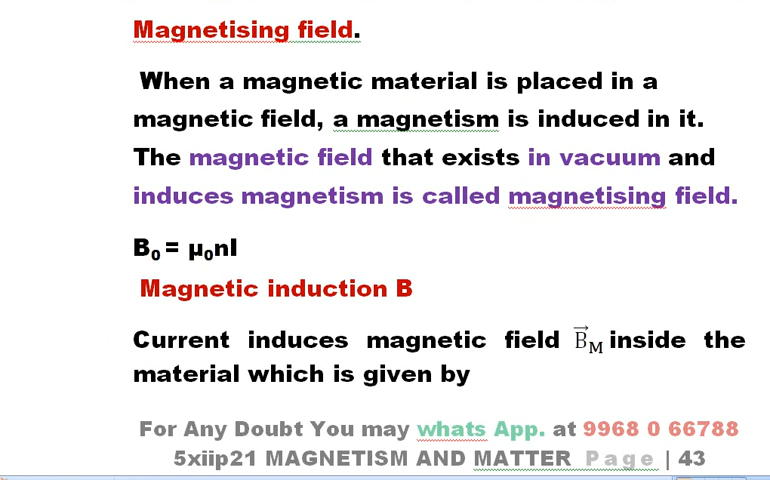 Magnetising field.
When a magnetic material is placed in a
magnetic field, a magnetism is induced in it.
The magnetic field that exists in vacuum and
induces magnetism is called magnetising field.
B₀ = µ₀nI
Magnetic induction B
Current induces magnetic field B⃗_M inside the
material which is given by
For Any Doubt You may whats App. at 9968 0 66788
5xiip21 MAGNETISM AND MATTER Page | 43